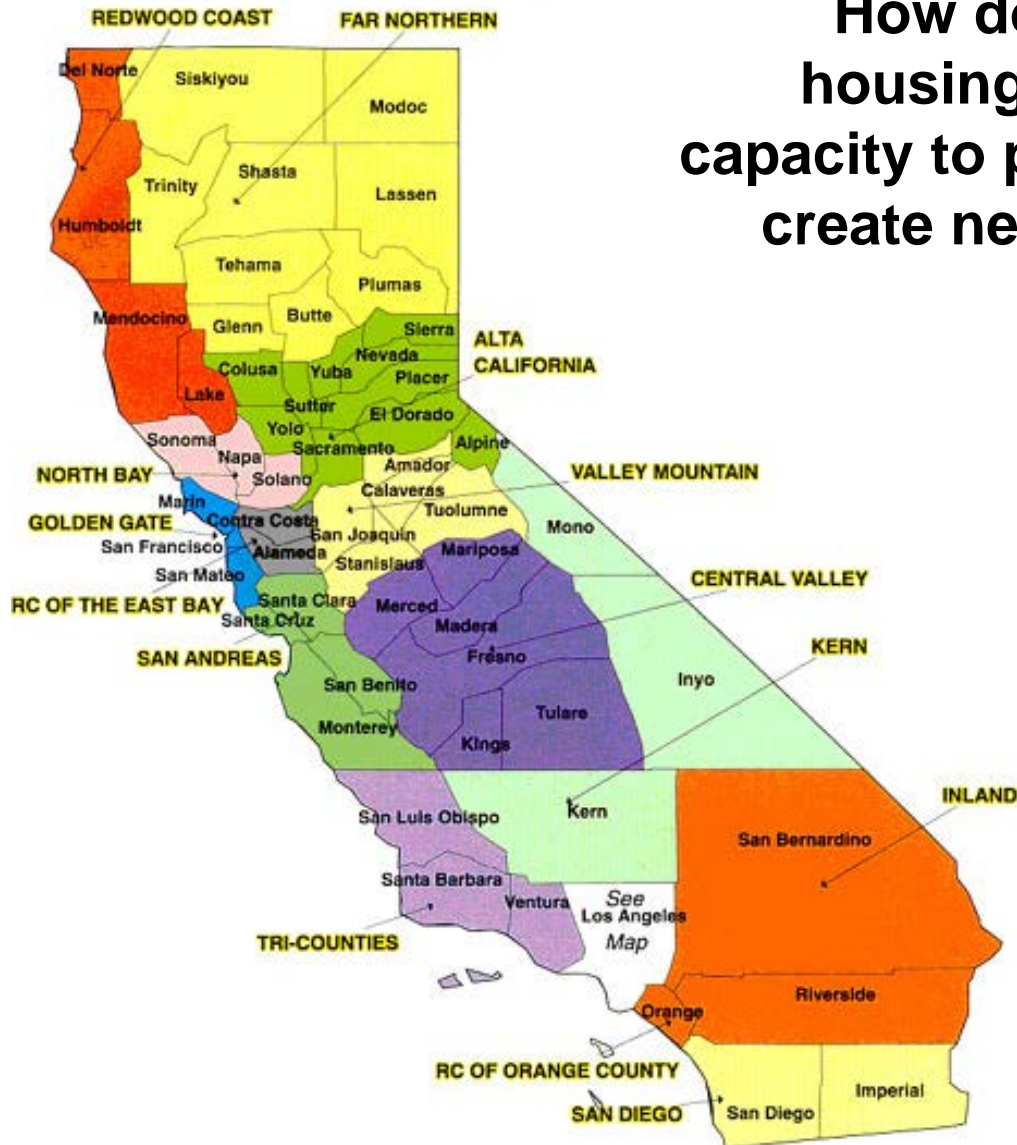 How d
housing
capacity to p
create ne
REDWOOD COAST
FAR NORTHERN
Del Norte
Siskiyou
Modoc
Trinity
Shasta
Lassen
Humboldt
Tehama
Plumas
Mendocino
Glenn
Butte
Sierra
ALTA
CALIFORNIA
Nevada
Colusa
Yuba
Placer
Lake
Sutter
El Dorado
Yolo
Sonoma
Sacramento
Alpine
Napa
Amador
NORTH BAY
Solano
VALLEY MOUNTAIN
Calaveras
Marin
Tuolumne
GOLDEN GATE
Contra Costa
Mono
San Joaquin
San Francisco
Alameda
Mariposa
Stanislaus
San Mateo
CENTRAL VALLEY
RC OF THE EAST BAY
Santa Clara
Merced
Santa Cruz
Madera
KERN
SAN ANDREAS
Fresno
San Benito
Inyo
Tulare
Monterey
Kings
INLAND
San Luis Obispo
Kern
San Bernardino
Santa Barbara
Ventura
See
Los Angeles
Map
TRI-COUNTIES
Riverside
Orange
RC OF ORANGE COUNTY
Imperial
SAN DIEGO
San Diego